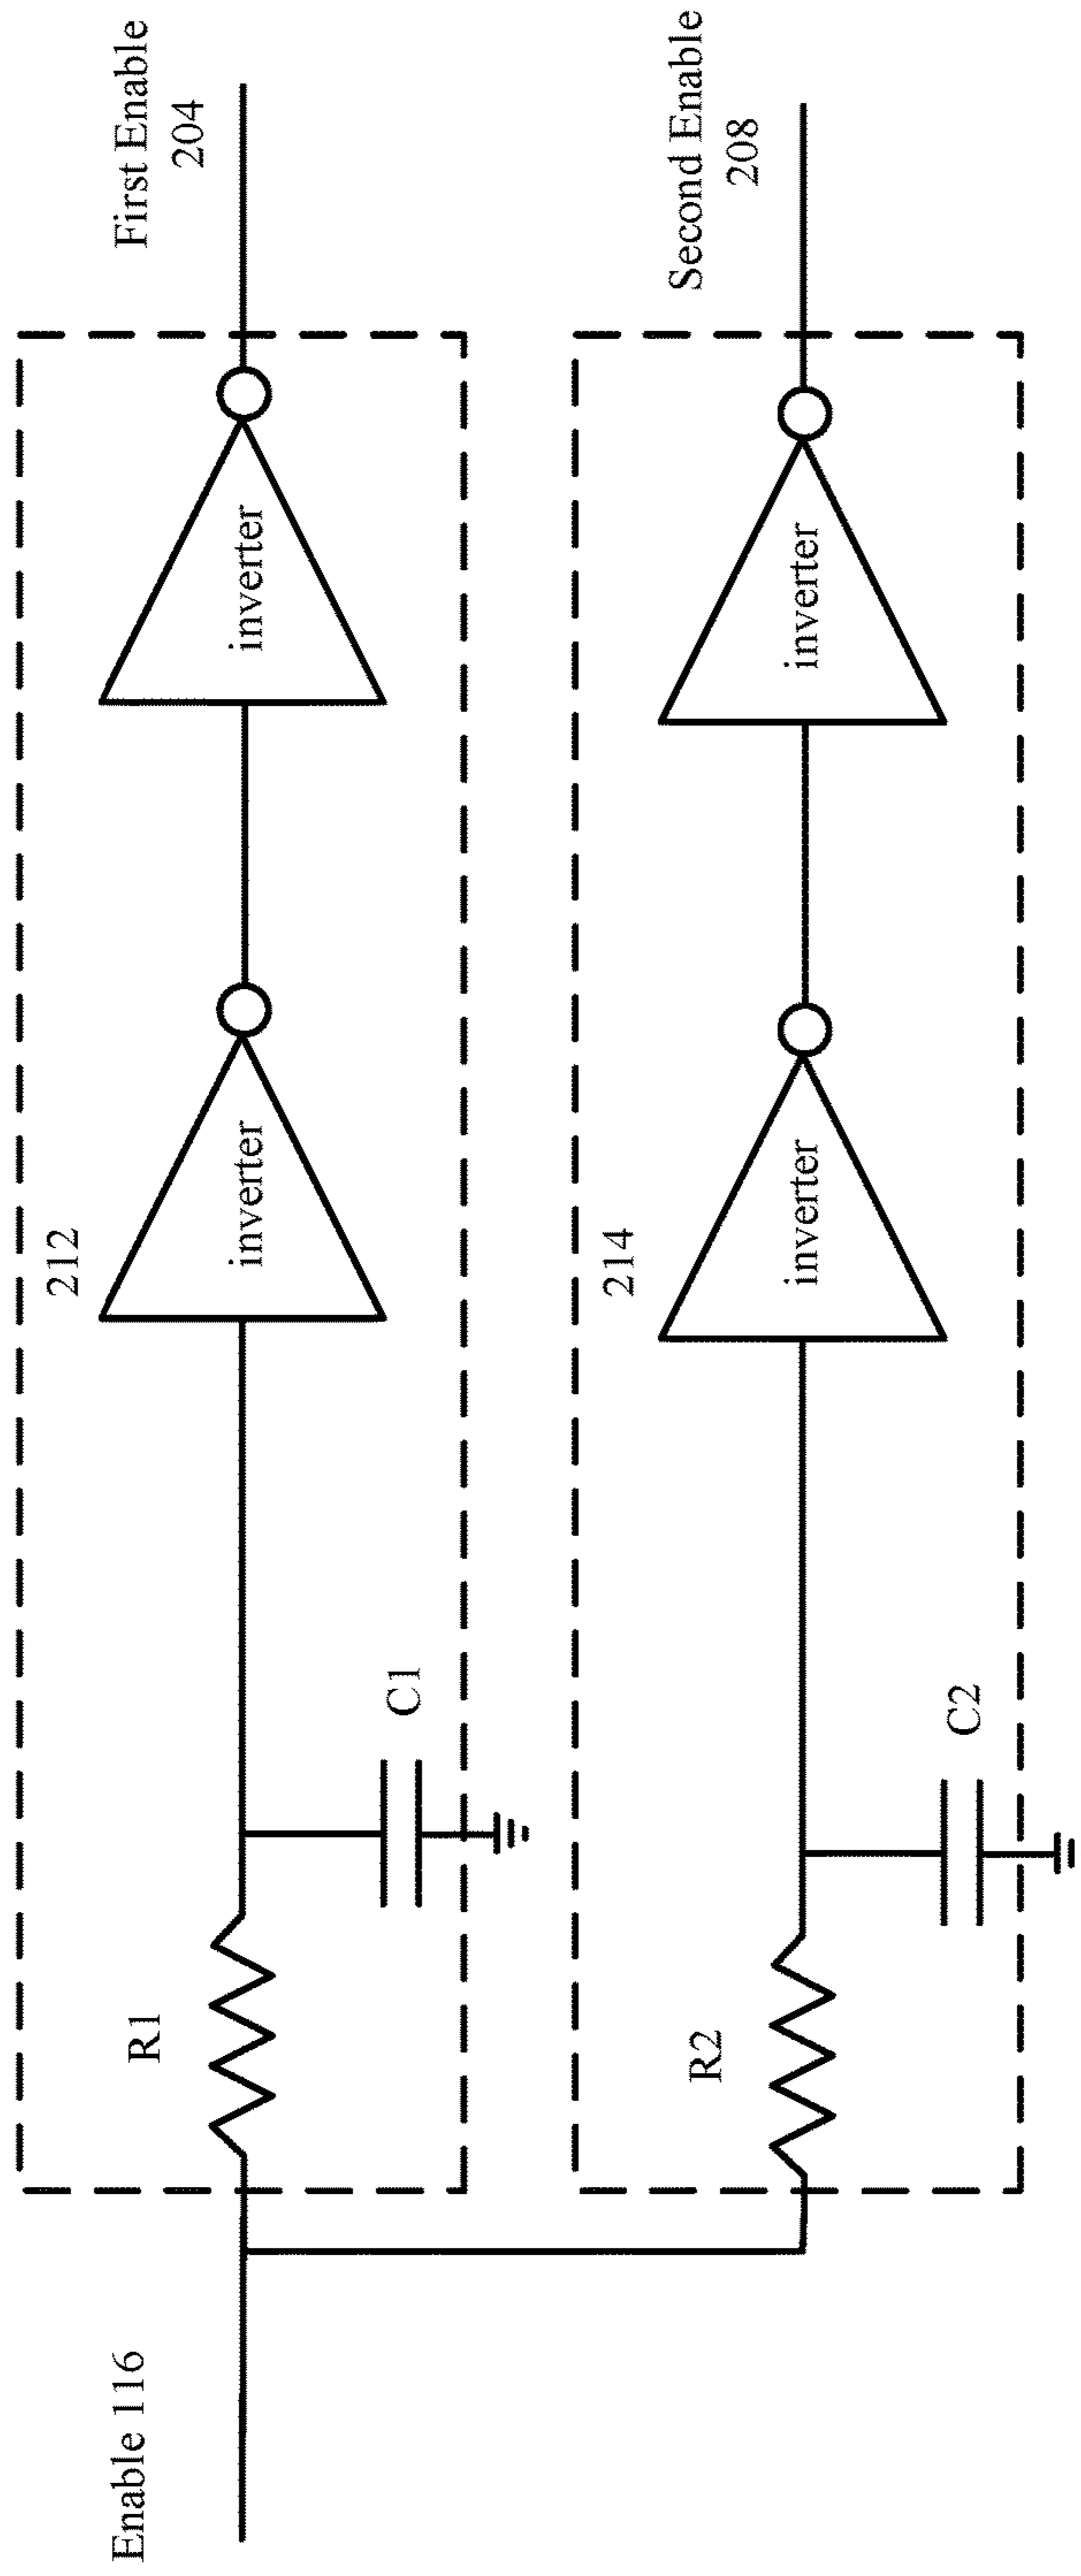 Enable 116
R1
C1
212
inverter
inverter
First Enable
204
R2
C2
214
inverter
inverter
Second Enable
208